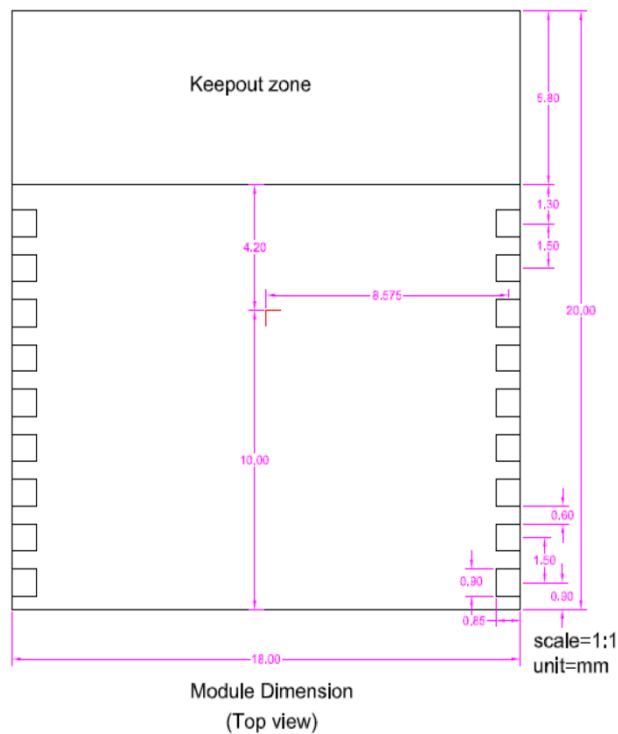 Keepout zone
5.80
1.30
4.20
1.50
8.575
20.00
10.00
0.60
1.50
0.90
0.90
0.85
scale=1:1
18.00
unit=mm
Module Dimension
(Top view)